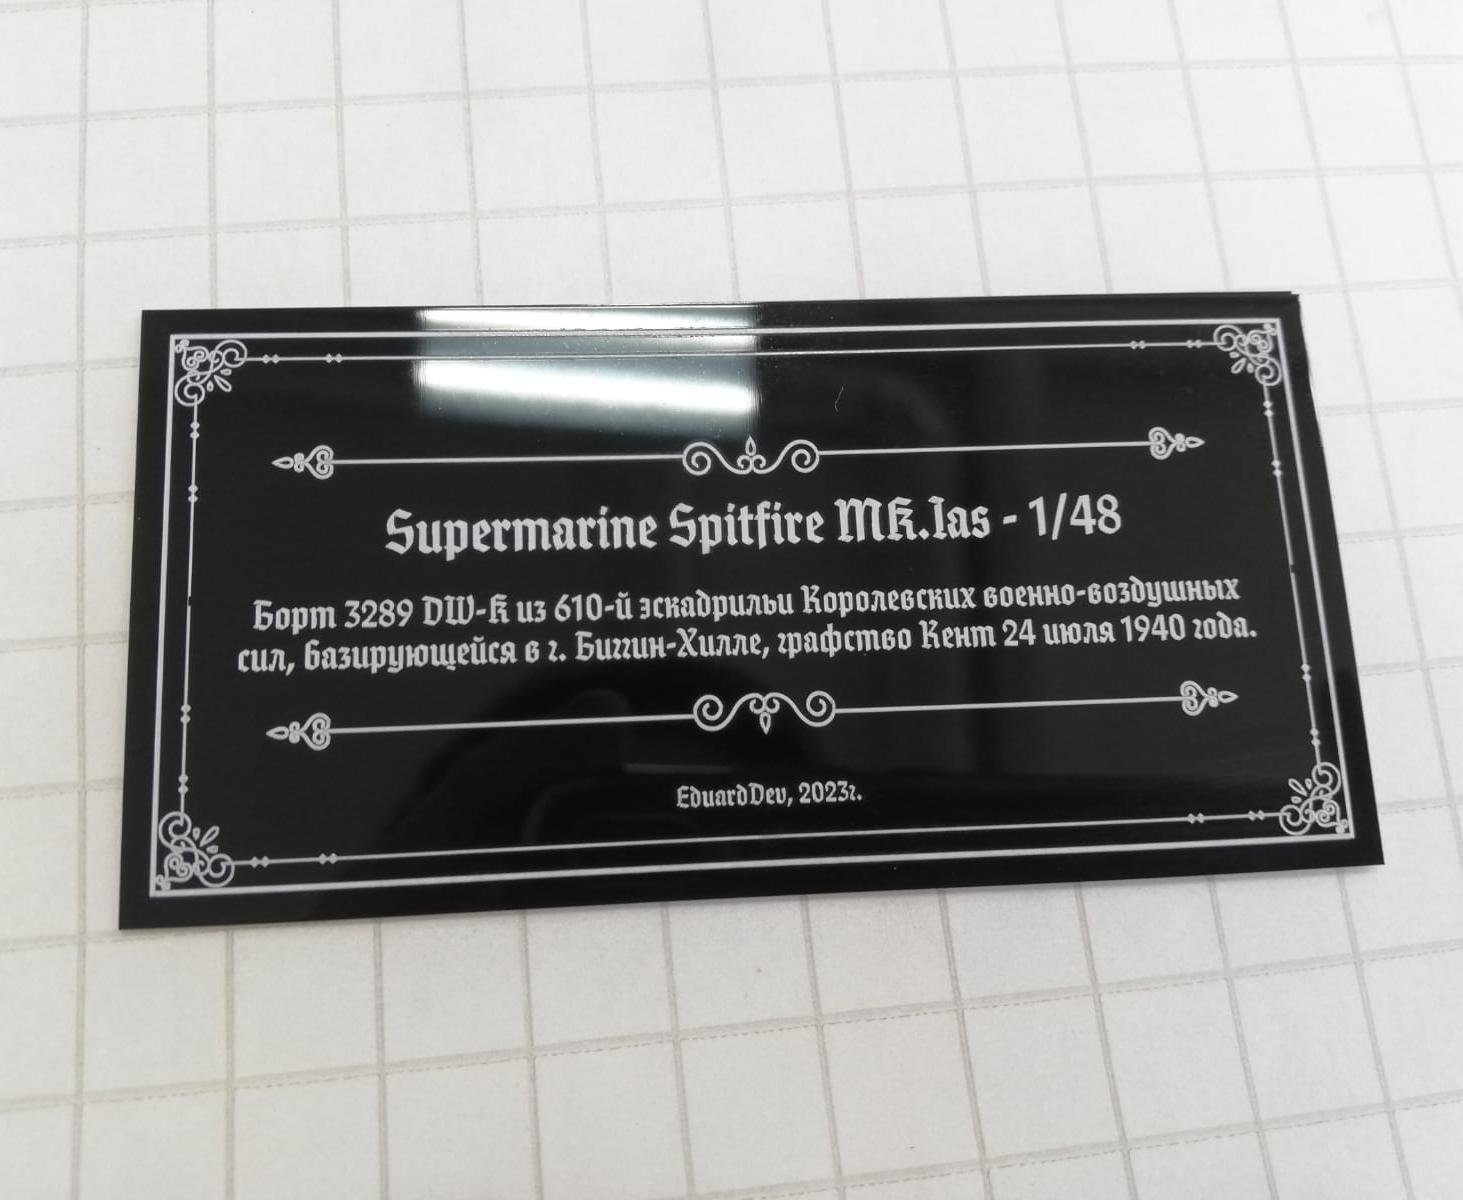 Supermarine Spitfire Mk.Ias - 1/48
Борт 3289 DW-K из 610-й эскадрильи Королевских военно-воздушных
сил, базирующейся в г. Биггин-Хилле, графство Кент 24 июля 1940 года.
EduardDev, 2023г.